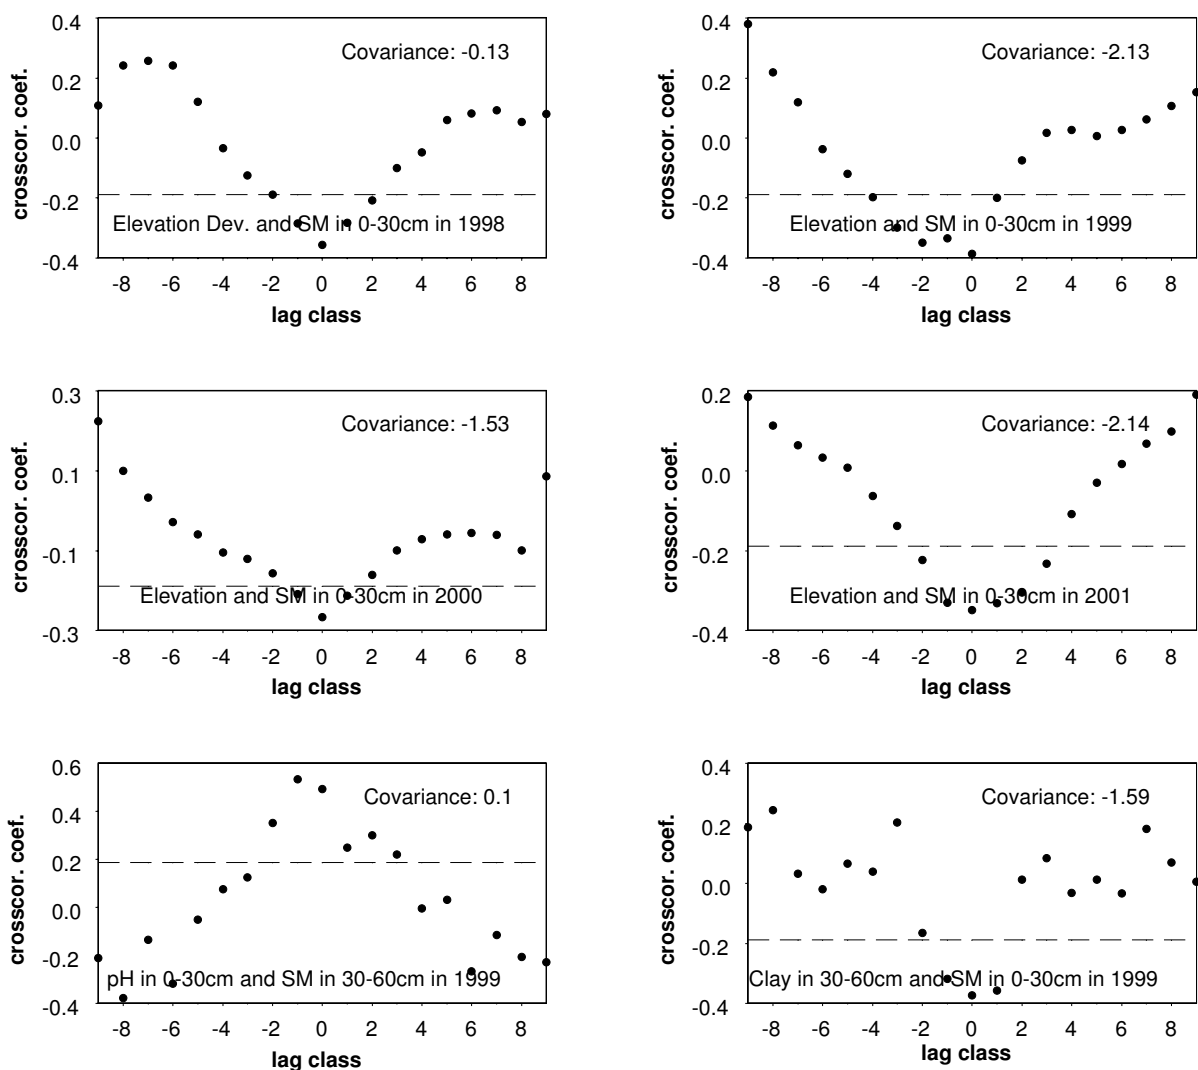 0.4
Covariance: -0.13
0.2
0.0
-0.2
Elevation Dev. and SM in 0-30cm in 1998
-0.4
crosscor. coef.
-8 -6 -4 -2 0 2 4 6 8
lag class
0.4
Covariance: -2.13
0.2
0.0
-0.2
Elevation and SM in 0-30cm in 1999
-0.4
crosscor. coef.
-8 -6 -4 -2 0 2 4 6 8
lag class
0.3
Covariance: -1.53
0.1
-0.1
Elevation and SM in 0-30cm in 2000
-0.3
crosscor. coef.
-8 -6 -4 -2 0 2 4 6 8
lag class
0.2
Covariance: -2.14
0.0
-0.2
Elevation and SM in 0-30cm in 2001
-0.4
crosscor. coef.
-8 -6 -4 -2 0 2 4 6 8
lag class
0.6
Covariance: 0.1
0.4
0.2
0.0
-0.2
pH in 0-30cm and SM in 30-60cm in 1999
-0.4
crosscor. coef.
-8 -6 -4 -2 0 2 4 6 8
lag class
0.4
Covariance: -1.59
0.2
0.0
-0.2
Clay in 30-60cm and SM in 0-30cm in 1999
-0.4
crosscor. coef.
-8 -6 -4 -2 0 2 4 6 8
lag class